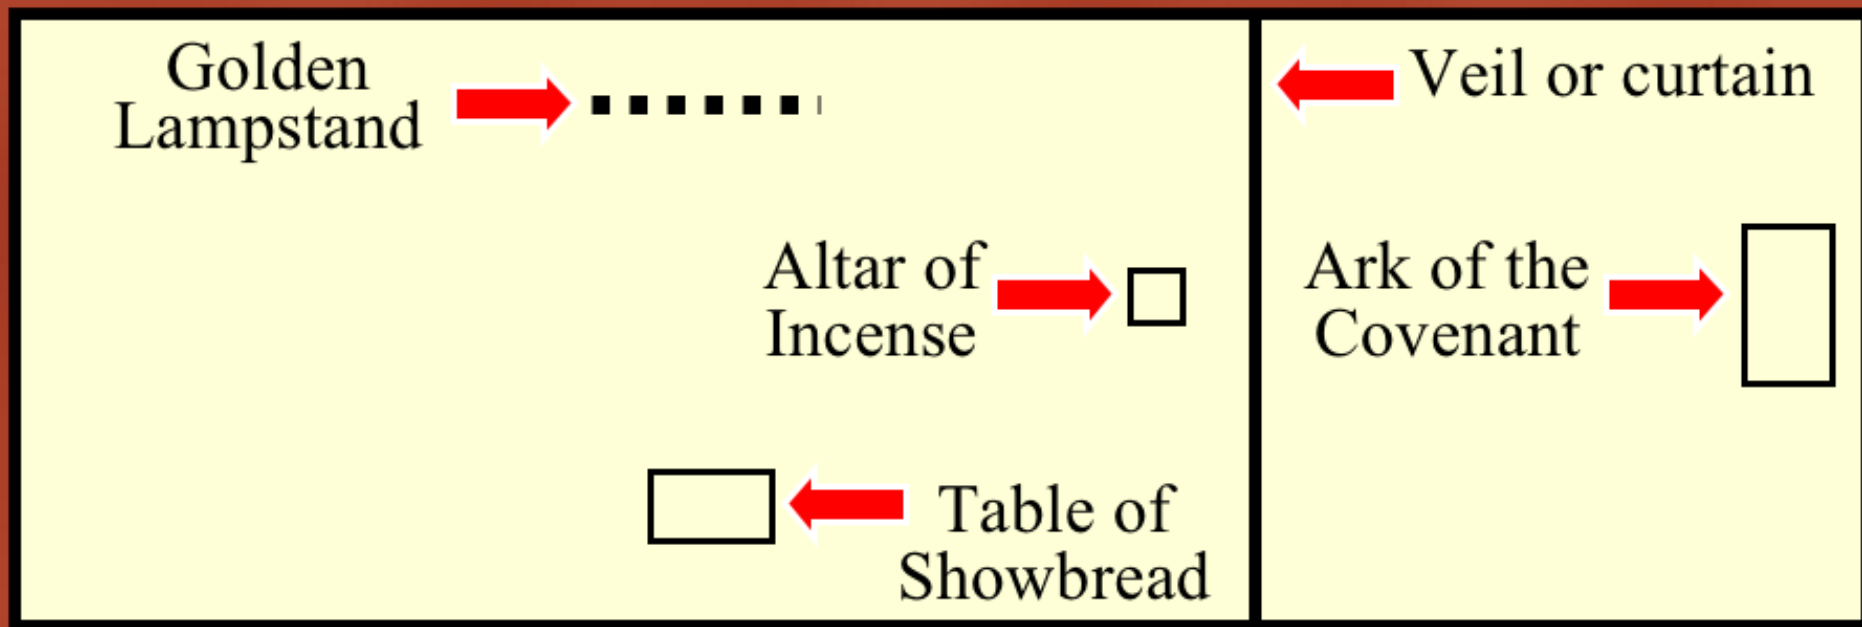 Golden
Lampstand
Veil or curtain
Altar of
Incense
Ark of the
Covenant
Table of
Showbread